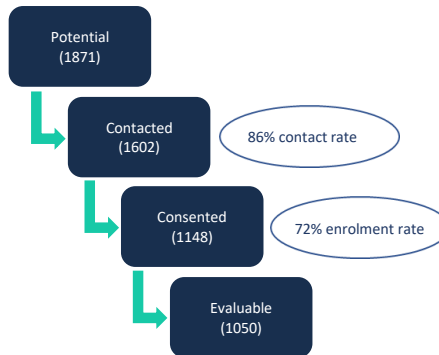 Potential
(1871)
Contacted
(1602)
86% contact rate
Consented
(1148)
72% enrolment rate
Evaluable
(1050)